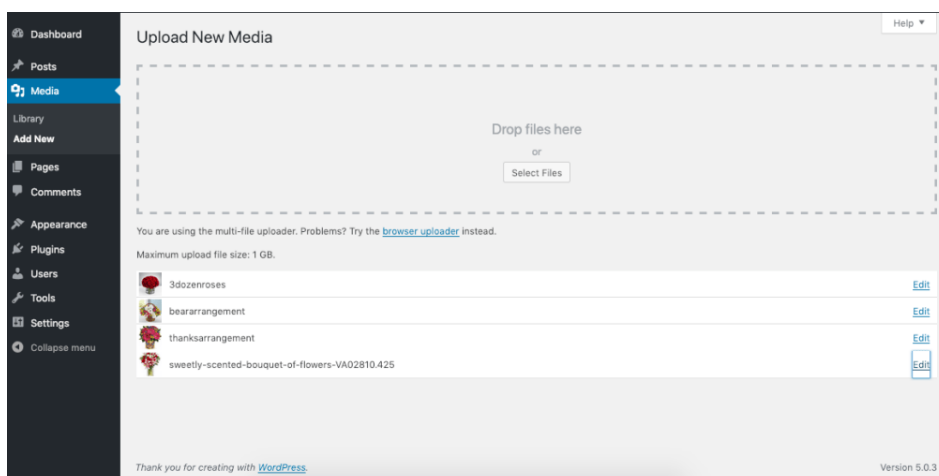 Help ▼
Dashboard
Posts
Media
Library
Add New
Pages
Comments
Appearance
Plugins
Users
Tools
Settings
Collapse menu
Upload New Media
Drop files here
or
Select Files
You are using the multi-file uploader. Problems? Try the browser uploader instead.
Maximum upload file size: 1 GB.
3dozenroses Edit
beararrangement Edit
thanksarrangement Edit
sweetly-scented-bouquet-of-flowers-VA02810.425 Edit
Thank you for creating with WordPress. Version 5.0.3